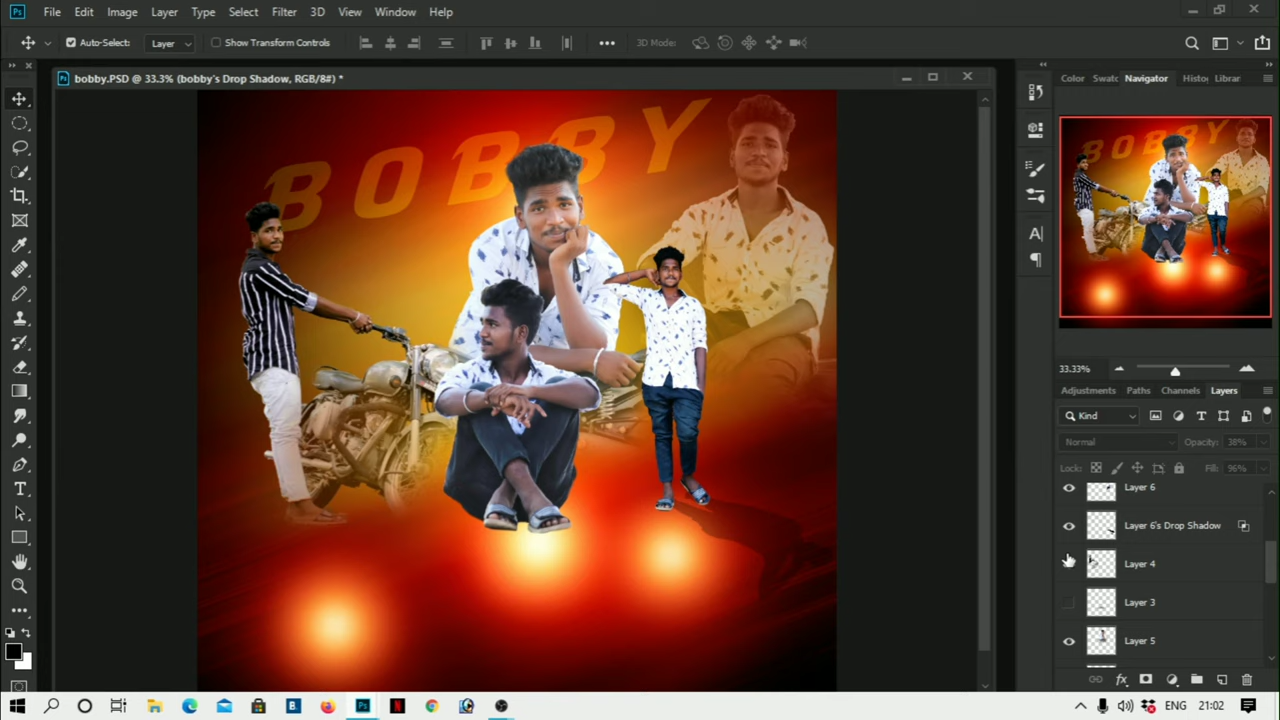 Ps File Edit Image Layer Type Select Filter 3D View Window Help
Auto-Select: Layer Show Transform Controls 3D Mode:
Ps bobby.PSD @ 33.3% (bobby's Drop Shadow, RGB/8#) *
Color Swatc Navigator Histo Librar
BOBBY
33.33%
Adjustments Paths Channels Layers
Kind
Normal Opacity: 38%
Lock: Fill: 96%
Layer 6
Layer 6's Drop Shadow
Layer 4
Layer 3
Layer 5
ENG 21:02